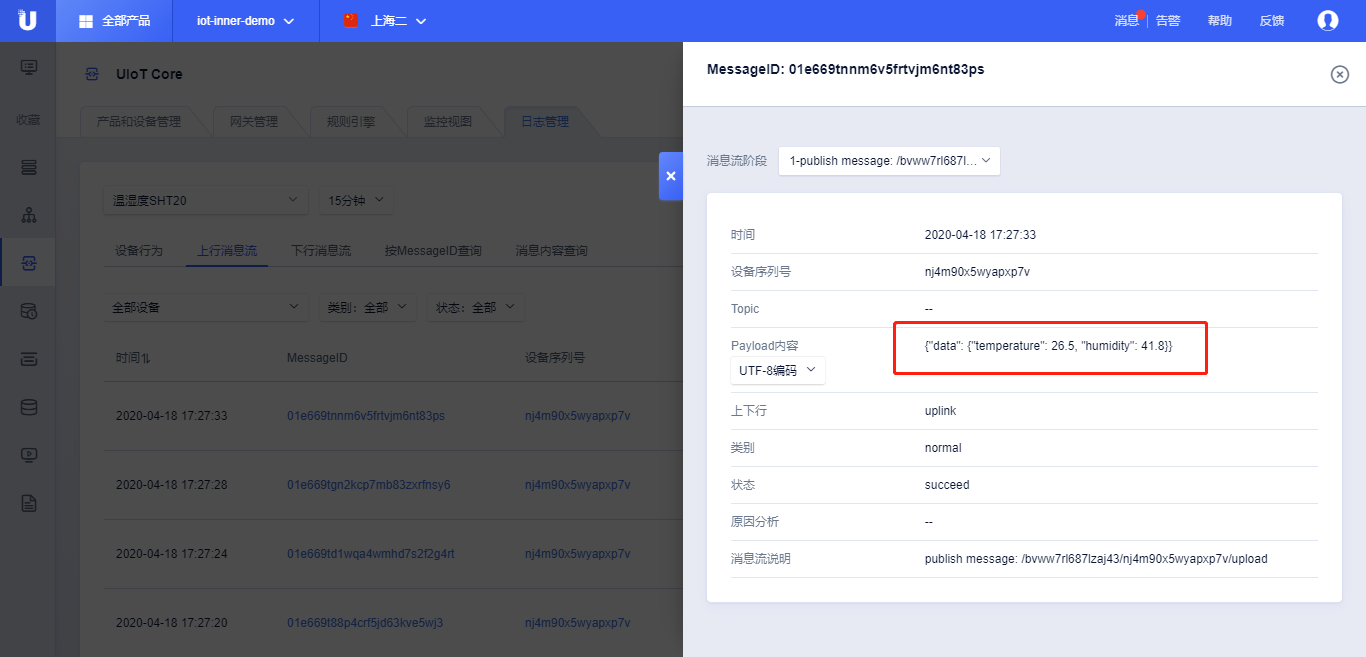 全部产品
iot-inner-demo
上海二
消息
告警
帮助
反馈
收藏
UIoT Core
产品和设备管理
网关管理
规则引擎
监控视图
日志管理
温湿度SHT20
15分钟
设备行为
上行消息流
下行消息流
按MessageID查询
消息内容查询
全部设备
类别：全部
状态：全部
时间
MessageID
设备序列号
2020-04-18 17:27:33
01e669tnnm6v5frtvjm6nt83ps
nj4m90x5wyapxp7v
2020-04-18 17:27:28
01e669tgn2kcp7mb83zxrfnsy6
nj4m90x5wyapxp7v
2020-04-18 17:27:24
01e669td1wqa4wmhd7s2f2g4rt
nj4m90x5wyapxp7v
2020-04-18 17:27:20
01e669t88p4crf5jd63kve5wj3
nj4m90x5wyapxp7v
MessageID: 01e669tnnm6v5frtvjm6nt83ps
消息流阶段
1-publish message: /bvww7rl687l...
时间
2020-04-18 17:27:33
设备序列号
nj4m90x5wyapxp7v
Topic
--
Payload内容
{"data": {"temperature": 26.5, "humidity": 41.8}}
UTF-8编码
上下行
uplink
类别
normal
状态
succeed
原因分析
--
消息流说明
publish message: /bvww7rl687lzaj43/nj4m90x5wyapxp7v/upload